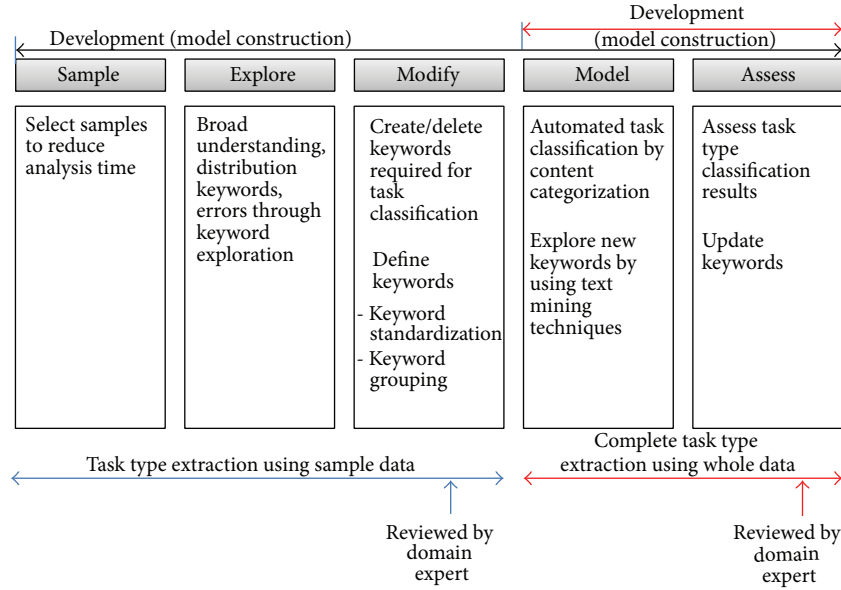 Development
Development (model construction)
(model construction)
Sample
Explore
Modify
Model
Assess
Select samples
to reduce
analysis time
Broad
understanding,
distribution
keywords,
errors through
keyword
exploration
Create/delete
keywords
required for
task
classification
Define
keywords
- Keyword
standardization
- Keyword
grouping
Automated task
classification by
content
categorization
Explore new
keywords by
using text
mining
techniques
Assess task
type
classification
results
Update
keywords
Task type extraction using sample data
Complete task type
extraction using whole data
Reviewed by
domain
expert
Reviewed by
domain
expert